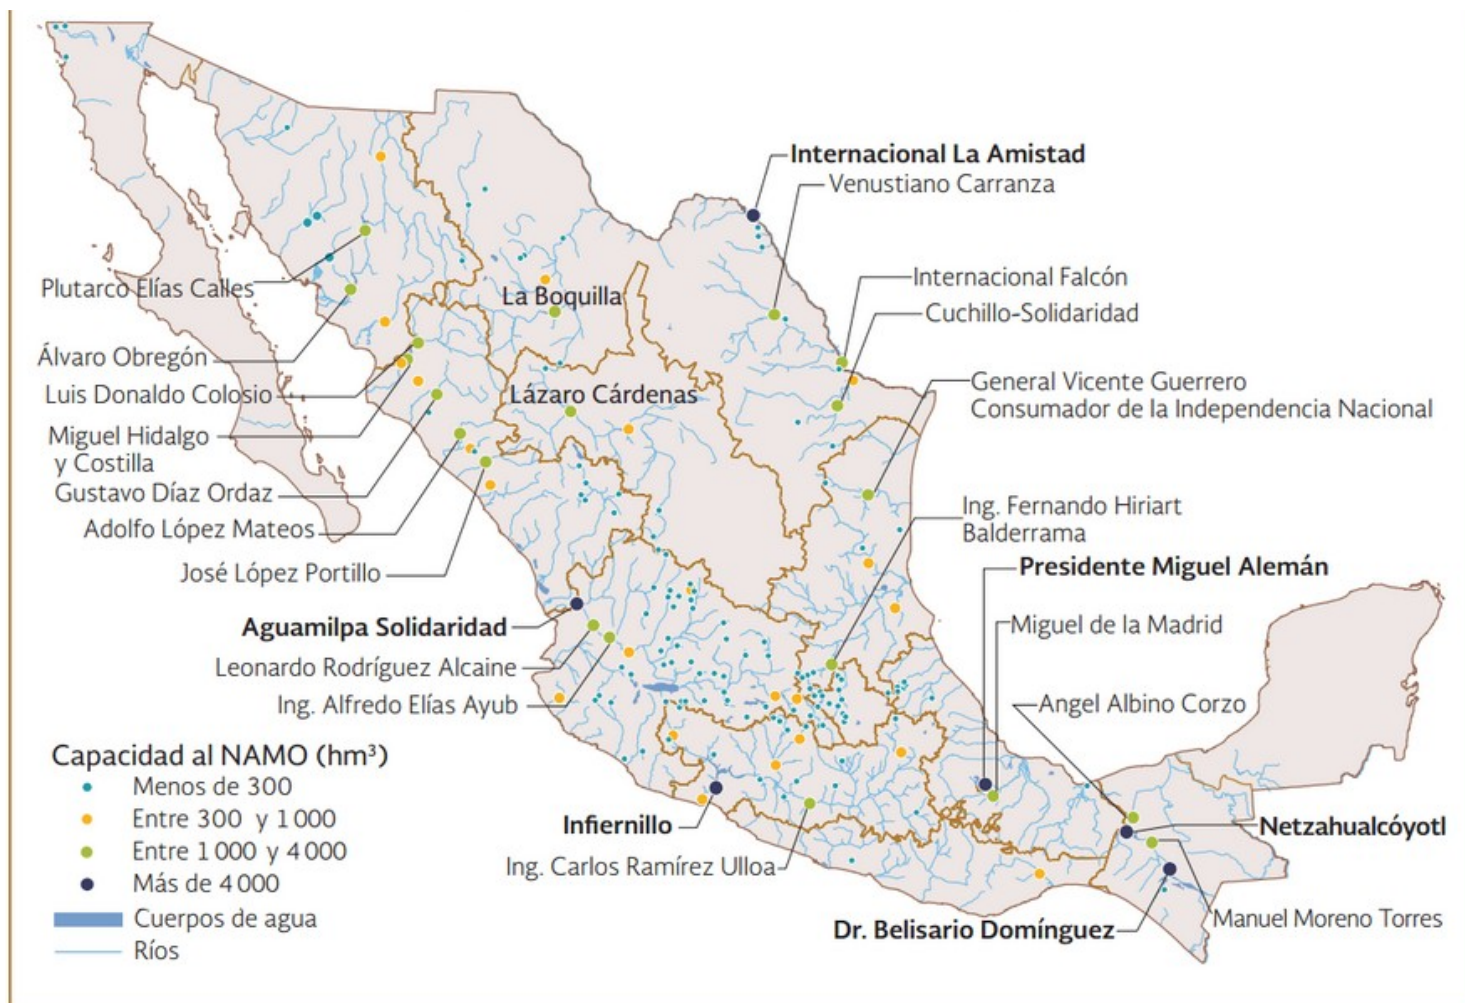 Internacional La Amistad
Venustiano Carranza
Internacional Falcón
Cuchillo-Solidaridad
General Vicente Guerrero
Consumador de la Independencia Nacional
Ing. Fernando Hiriart
Balderrama
Presidente Miguel Alemán
Miguel de la Madrid
Angel Albino Corzo
Netzahualcóyotl
Manuel Moreno Torres
Dr. Belisario Domínguez
La Boquilla
Lázaro Cárdenas
Plutarco Elías Calles
Álvaro Obregón
Luis Donaldo Colosio
Miguel Hidalgo
y Costilla
Gustavo Díaz Ordaz
Adolfo López Mateos
José López Portillo
Aguamilpa Solidaridad
Leonardo Rodríguez Alcaine
Ing. Alfredo Elías Ayub
Infiernillo
Ing. Carlos Ramírez Ulloa
Capacidad al NAMO (hm³)
Menos de 300
Entre 300 y 1 000
Entre 1 000 y 4 000
Más de 4 000
Cuerpos de agua
Ríos